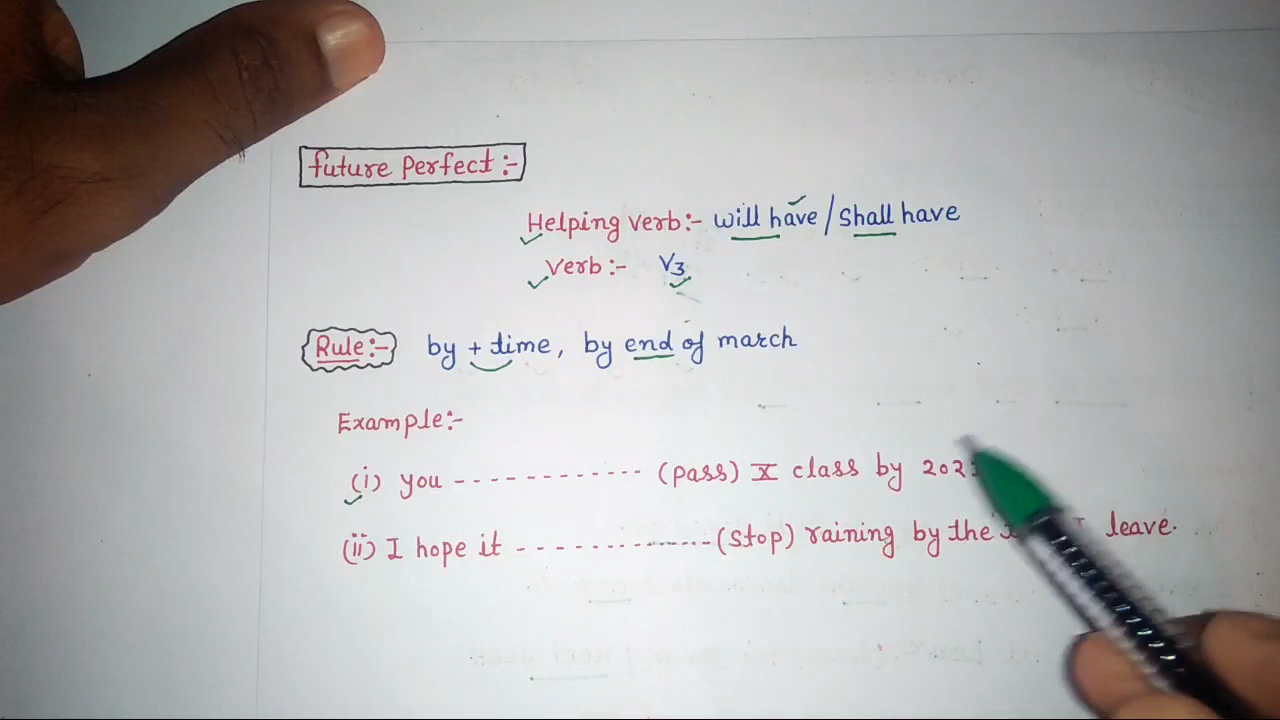 future Perfect :-
Helping verb:- will have / Shall have
Verb :- V3
Rule:- by + time, by end of march
Example:-
(i) you ------------ (pass) X class by
(ii) I hope it -------------- (Stop) raining by the I leave.